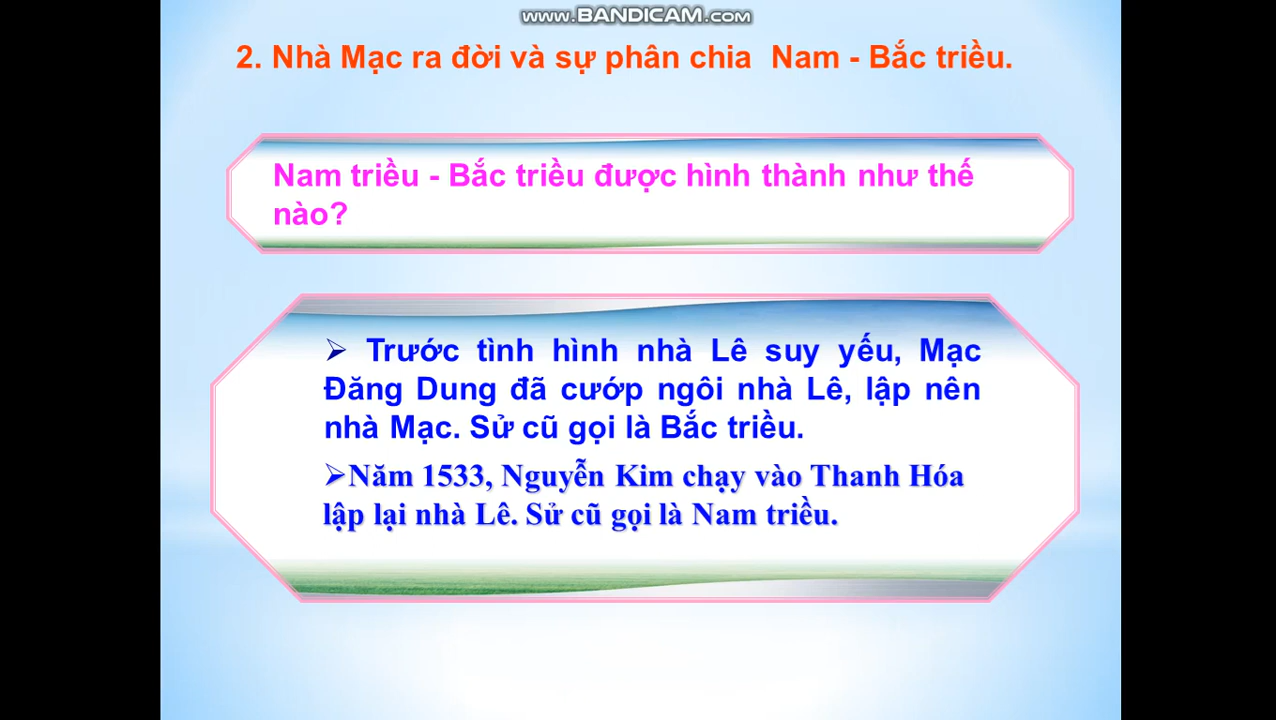 www.BANDICAM.com
2. Nhà Mạc ra đời và sự phân chia Nam - Bắc triều.
Nam triều - Bắc triều được hình thành như thế
nào?
➢ Trước tình hình nhà Lê suy yếu, Mạc
Đăng Dung đã cướp ngôi nhà Lê, lập nên
nhà Mạc. Sử cũ gọi là Bắc triều.
➢Năm 1533, Nguyễn Kim chạy vào Thanh Hóa
lập lại nhà Lê. Sử cũ gọi là Nam triều.